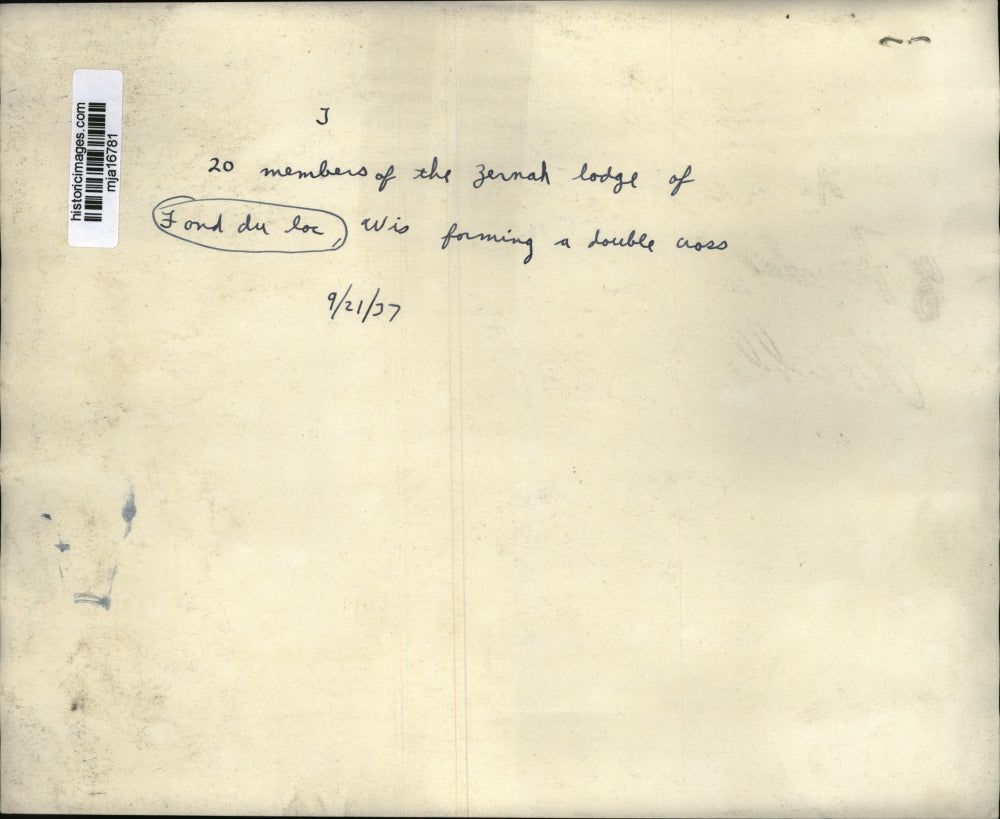 J
20 members of the Zernah lodge of
Fond du loc, Wis forming a double cross
9/21/37
historicimages.com
mja16781